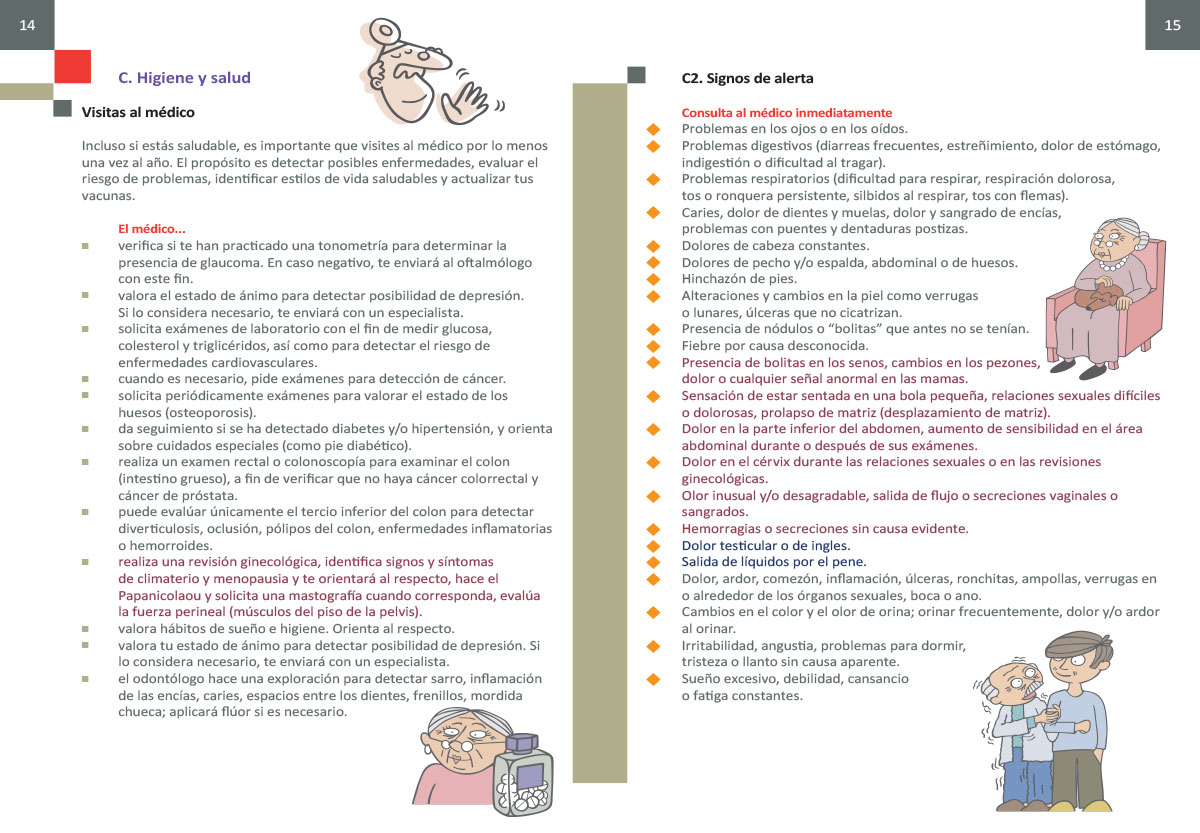 14
C. Higiene y salud
Visitas al médico
Incluso si estás saludable, es importante que visites al médico por lo menos
una vez al año. El propósito es detectar posibles enfermedades, evaluar el
riesgo de problemas, identificar estilos de vida saludables y actualizar tus
vacunas.
El médico...
verifica si te han practicado una tonometría para determinar la
presencia de glaucoma. En caso negativo, te enviará al oftalmólogo
con este fin.
valora el estado de ánimo para detectar posibilidad de depresión.
Si lo considera necesario, te enviará con un especialista.
solicita exámenes de laboratorio con el fin de medir glucosa,
colesterol y triglicéridos, así como para detectar el riesgo de
enfermedades cardiovasculares.
cuando es necesario, pide exámenes para detección de cáncer.
solicita periódicamente exámenes para valorar el estado de los
huesos (osteoporosis).
da seguimiento si se ha detectado diabetes y/o hipertensión, y orienta
sobre cuidados especiales (como pie diabético).
realiza un examen rectal o colonoscopía para examinar el colon
(intestino grueso), a fin de verificar que no haya cáncer colorrectal y
cáncer de próstata.
puede evalúar únicamente el tercio inferior del colon para detectar
diverticulosis, oclusión, pólipos del colon, enfermedades inflamatorias
o hemorroides.
realiza una revisión ginecológica, identifica signos y síntomas
de climaterio y menopausia y te orientará al respecto, hace el
Papanicolaou y solicita una mastografía cuando corresponda, evalúa
la fuerza perineal (músculos del piso de la pelvis).
valora hábitos de sueño e higiene. Orienta al respecto.
valora tu estado de ánimo para detectar posibilidad de depresión. Si
lo considera necesario, te enviará con un especialista.
el odontólogo hace una exploración para detectar sarro, inflamación
de las encías, caries, espacios entre los dientes, frenillos, mordida
chueca; aplicará flúor si es necesario.
15
C2. Signos de alerta
Consulta al médico inmediatamente
Problemas en los ojos o en los oídos.
Problemas digestivos (diarreas frecuentes, estreñimiento, dolor de estómago,
indigestión o dificultad al tragar).
Problemas respiratorios (dificultad para respirar, respiración dolorosa,
tos o ronquera persistente, silbidos al respirar, tos con flemas).
Caries, dolor de dientes y muelas, dolor y sangrado de encías,
problemas con puentes y dentaduras postizas.
Dolores de cabeza constantes.
Dolores de pecho y/o espalda, abdominal o de huesos.
Hinchazón de pies.
Alteraciones y cambios en la piel como verrugas
o lunares, úlceras que no cicatrizan.
Presencia de nódulos o “bolitas” que antes no se tenían.
Fiebre por causa desconocida.
Presencia de bolitas en los senos, cambios en los pezones,
dolor o cualquier señal anormal en las mamas.
Sensación de estar sentada en una bola pequeña, relaciones sexuales difíciles
o dolorosas, prolapso de matriz (desplazamiento de matriz).
Dolor en la parte inferior del abdomen, aumento de sensibilidad en el área
abdominal durante o después de sus exámenes.
Dolor en el cérvix durante las relaciones sexuales o en las revisiones
ginecológicas.
Olor inusual y/o desagradable, salida de flujo o secreciones vaginales o
sangrados.
Hemorragias o secreciones sin causa evidente.
Dolor testicular o de ingles.
Salida de líquidos por el pene.
Dolor, ardor, comezón, inflamación, úlceras, ronchitas, ampollas, verrugas en
o alrededor de los órganos sexuales, boca o ano.
Cambios en el color y el olor de orina; orinar frecuentemente, dolor y/o ardor
al orinar.
Irritabilidad, angustia, problemas para dormir,
tristeza o llanto sin causa aparente.
Sueño excesivo, debilidad, cansancio
o fatiga constantes.